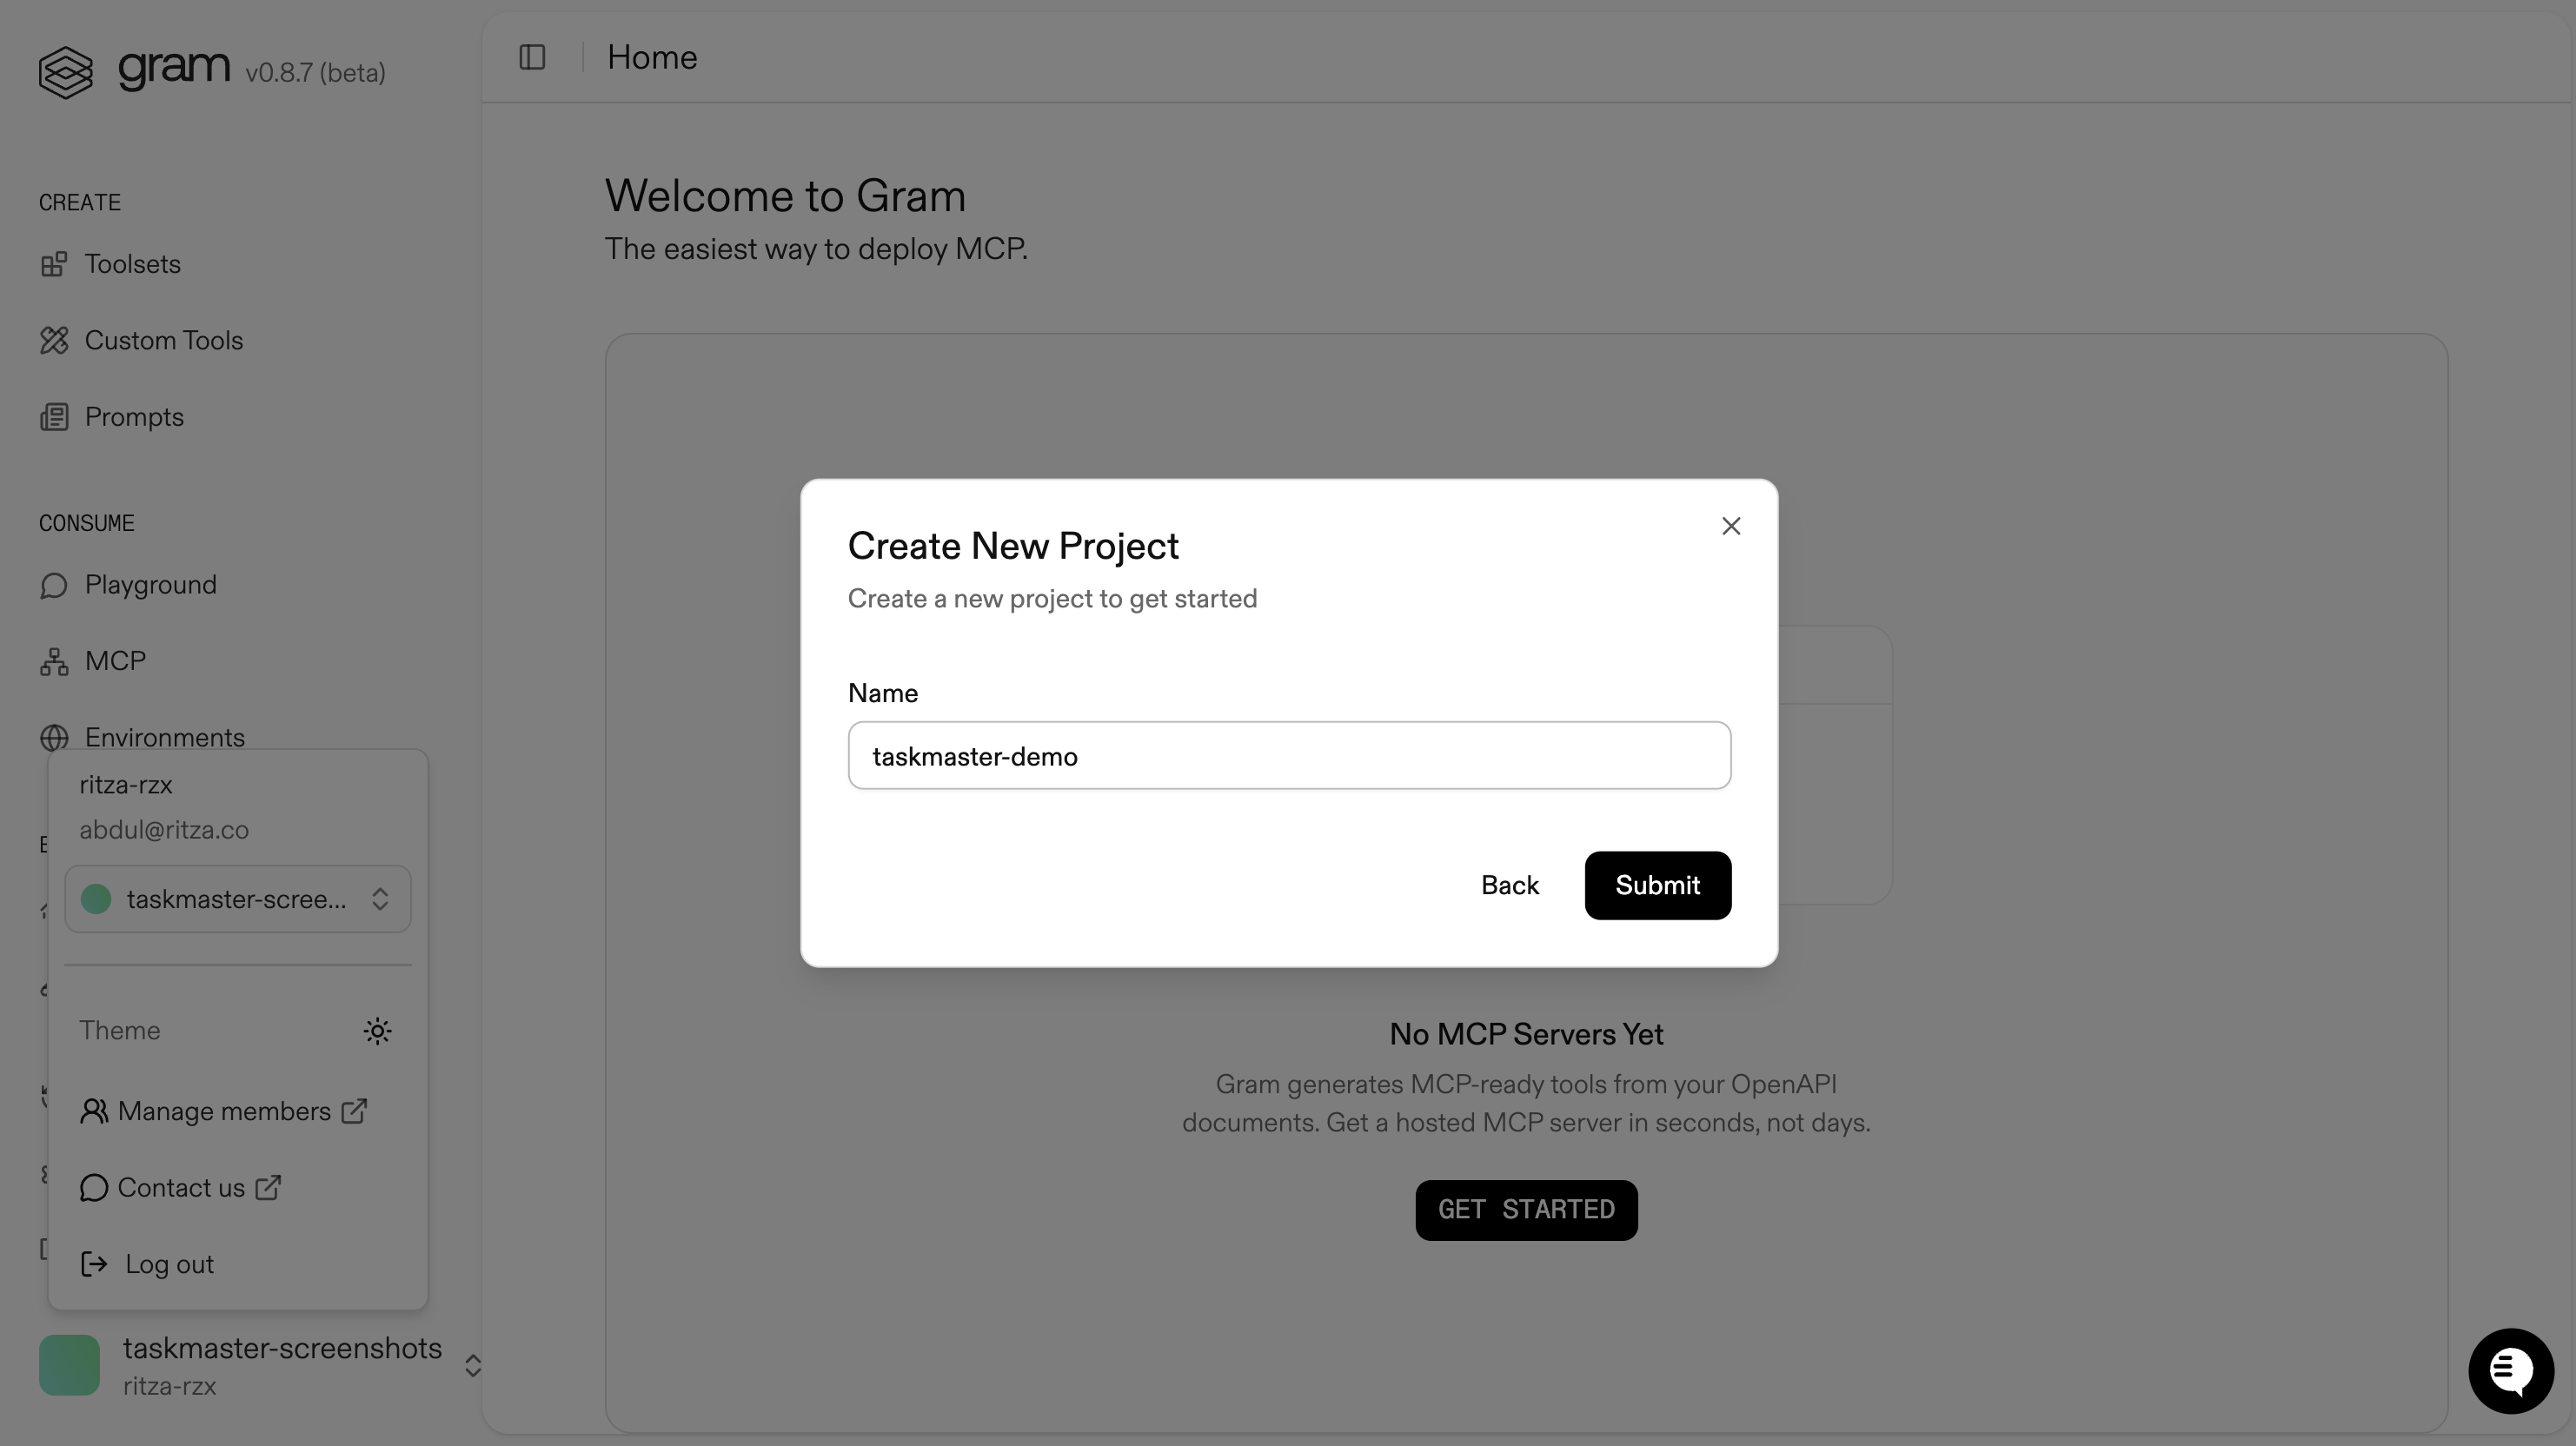 gram v0.8.7 (beta)
CREATE
Toolsets
Custom Tools
Prompts
CONSUME
Playground
MCP
Environments
ritza-rzx
abdul@ritza.co
taskmaster-scree...
Theme
Manage members
Contact us
Log out
taskmaster-screenshots
ritza-rzx
Home
Welcome to Gram
The easiest way to deploy MCP.
Create New Project
Create a new project to get started
Name
taskmaster-demo
Back
Submit
No MCP Servers Yet
Gram generates MCP-ready tools from your OpenAPI
documents. Get a hosted MCP server in seconds, not days.
GET STARTED